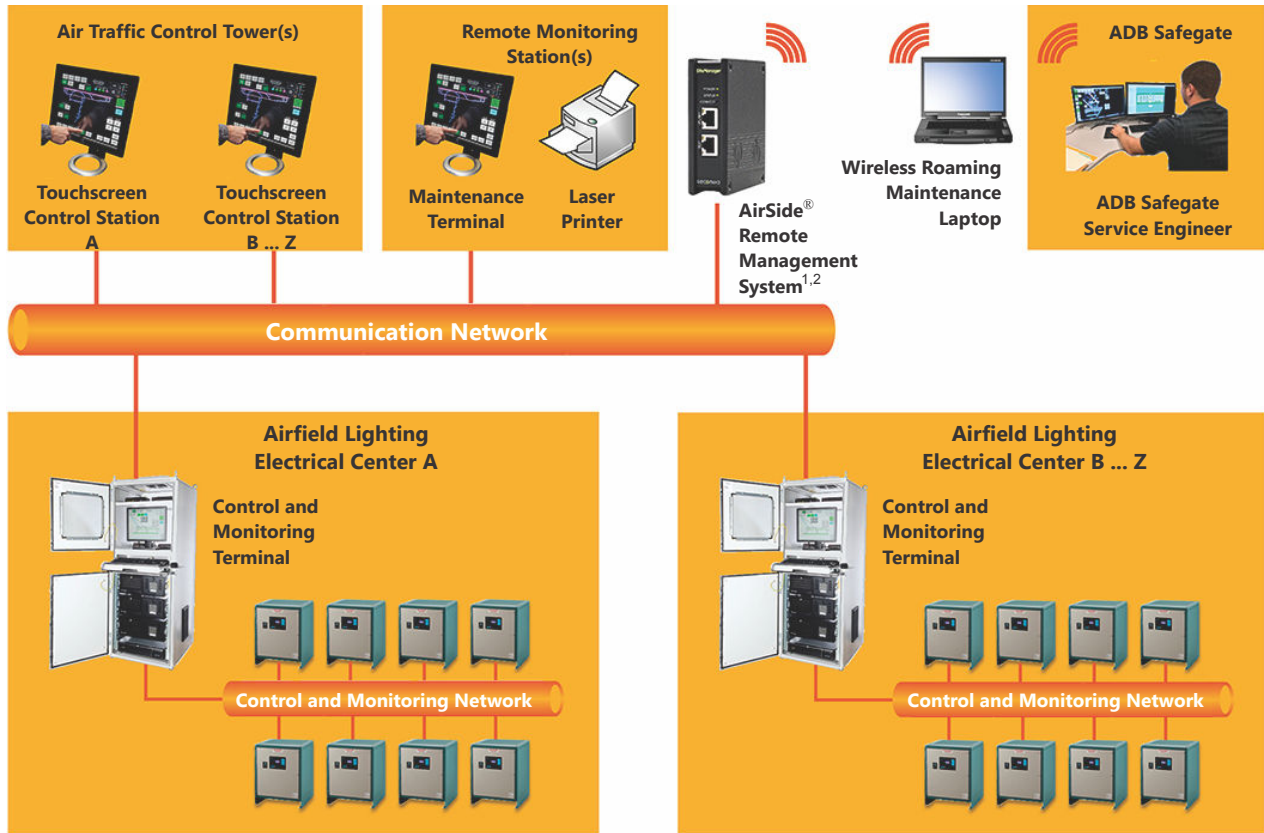 Air Traffic Control Tower(s)
Touchscreen
Control Station
A
Touchscreen
Control Station
B ... Z
Remote Monitoring
Station(s)
Maintenance
Terminal
Laser
Printer
SiteManager
AirSide®
Remote
Management
System1,2
Wireless Roaming
Maintenance
Laptop
ADB Safegate
ADB Safegate
Service Engineer
Communication Network
Airfield Lighting
Electrical Center A
Control and
Monitoring
Terminal
Control and Monitoring Network
Airfield Lighting
Electrical Center B ... Z
Control and
Monitoring
Terminal
Control and Monitoring Network